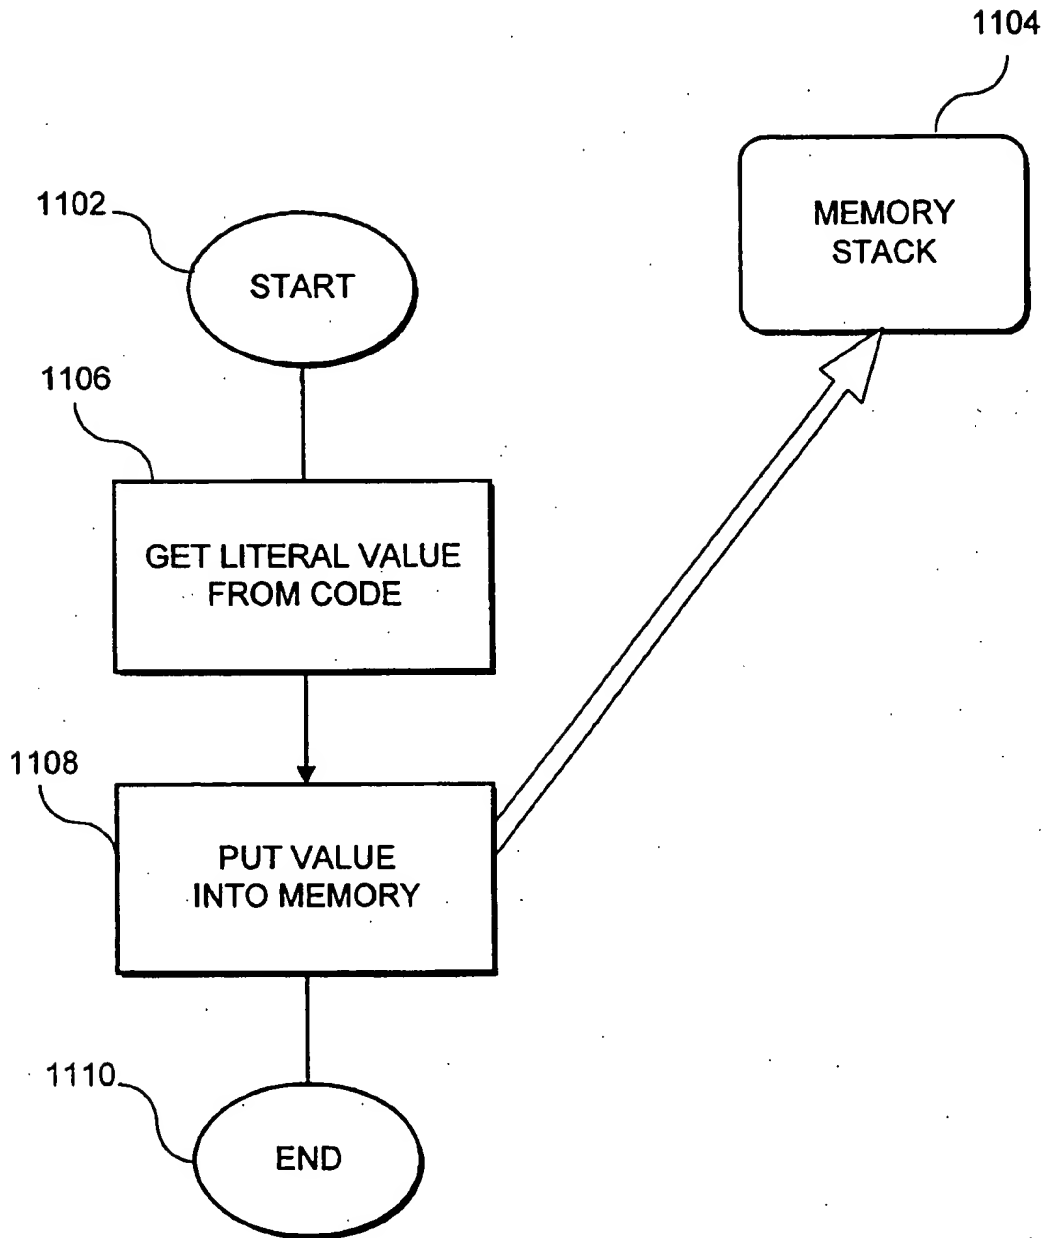 1104
MEMORY
STACK
1102
START
1106
GET LITERAL VALUE
FROM CODE
1108
PUT VALUE
INTO MEMORY
1110
END